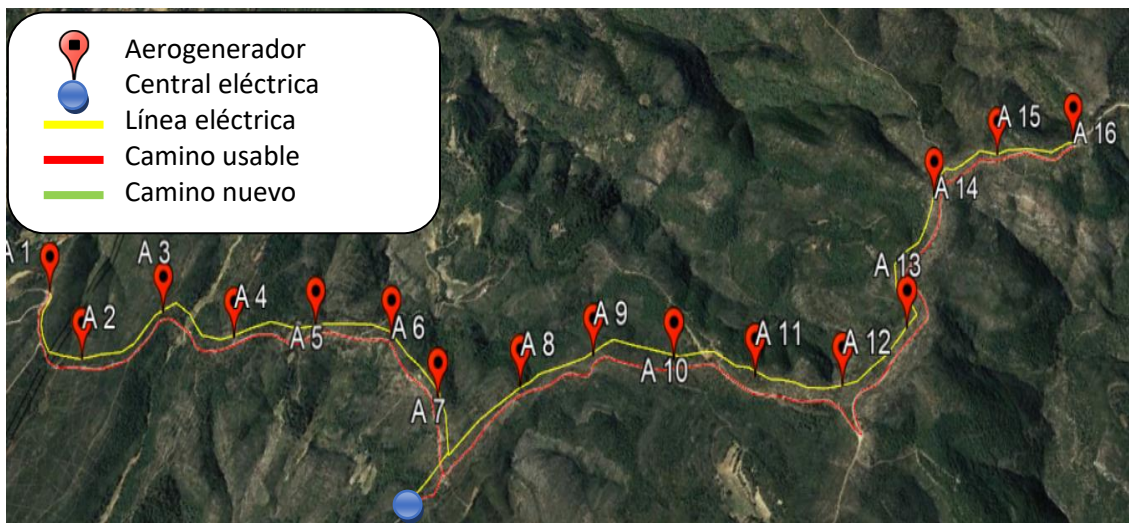 Aerogenerador
Central eléctrica
Línea eléctrica
Camino usable
Camino nuevo
A 1
A 2
A 3
A 4
A 5
A 6
A 7
A 8
A 9
A 10
A 11
A 12
A 13
A 14
A 15
A 16